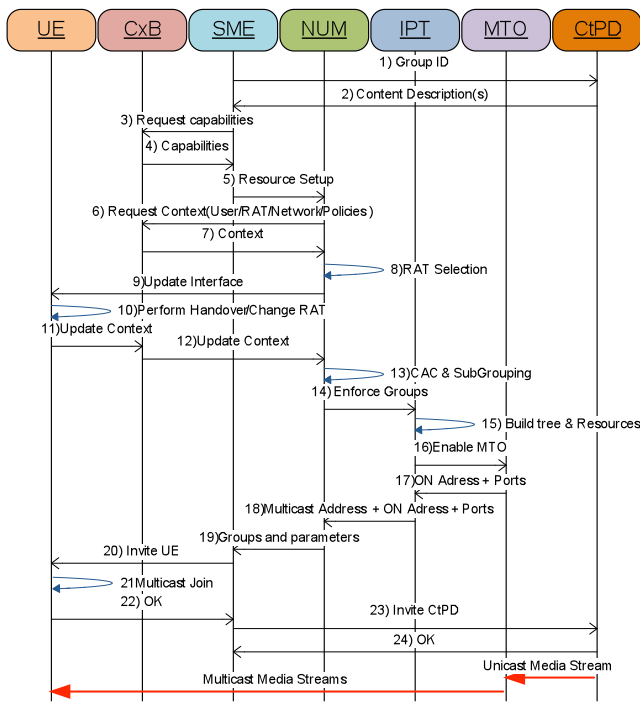 UE CxB SME NUM IPT MTO CtPD
1) Group ID
2) Content Description(s)
3) Request capabilities
4) Capabilities
5) Resource Setup
6) Request Context(User/RAT/Network/Policies)
7) Context
8)RAT Selection
9)Update Interface
10)Perform Handover/Change RAT
11)Update Context
12)Update Context
13)CAC & SubGrouping
14) Enforce Groups
15) Build tree & Resources
16)Enable MTO
17)ON Adress + Ports
18)Multicast Address + ON Adress + Ports
19)Groups and parameters
20) Invite UE
21Multicast Join
22) OK
23) Invite CtPD
24) OK
Unicast Media Stream
Multicast Media Streams